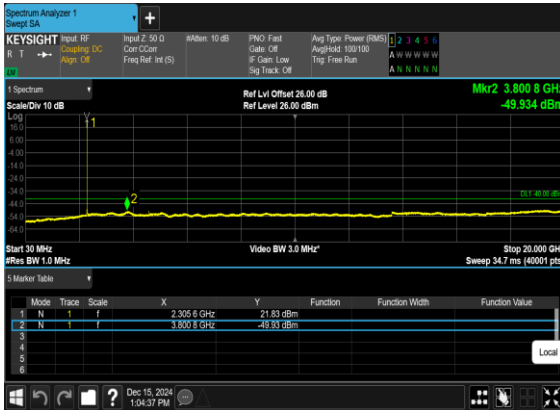 Spectrum Analyzer 1
Swept SA
+
KEYSIGHT Input: RF Input Z: 50 Ω #Atten: 10 dB PNO: Fast Avg Type: Power (RMS) 1 2 3 4 5 6
R T Coupling: DC Corr CCorr Gate: Off Avg|Hold: 100/100 A W W W W W
Align: Off Freq Ref: Int (S) IF Gain: Low Trig: Free Run
Sig Track: Off A N N N N N
LXI
1 Spectrum Ref Lvl Offset 26.00 dB Mkr2 3.800 8 GHz
Scale/Div 10 dB Ref Level 26.00 dBm -49.934 dBm
Log
16.0
6.00
-4.00
-14.0
-24.0
-34.0
-44.0
-54.0
-64.0
1
2
DL1 -40.00 dBm
Start 30 MHz Video BW 3.0 MHz* Stop 20.000 GHz
#Res BW 1.0 MHz Sweep 34.7 ms (40001 pts)
5 Marker Table
Mode Trace Scale X Y Function Function Width Function Value
1 N 1 f 2.305 6 GHz 21.83 dBm
2 N 1 f 3.800 8 GHz -49.93 dBm
3
4
5
6
Local
?
Dec 15, 2024
1:04:37 PM